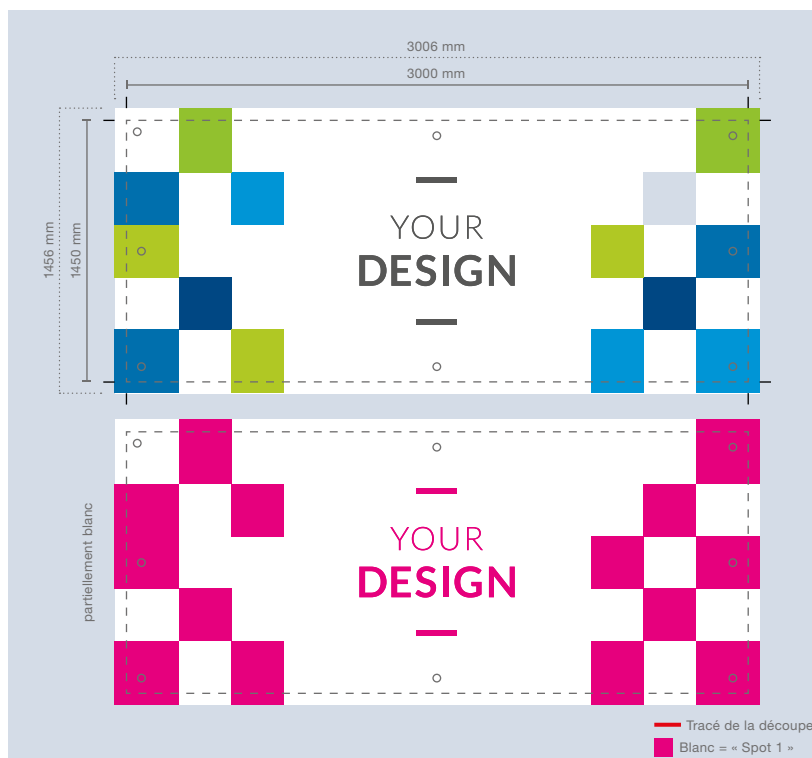 3006 mm
3000 mm
1456 mm
1450 mm
YOUR
DESIGN
partiellement blanc
YOUR
DESIGN
Tracé de la découpe
Blanc = « Spot 1 »